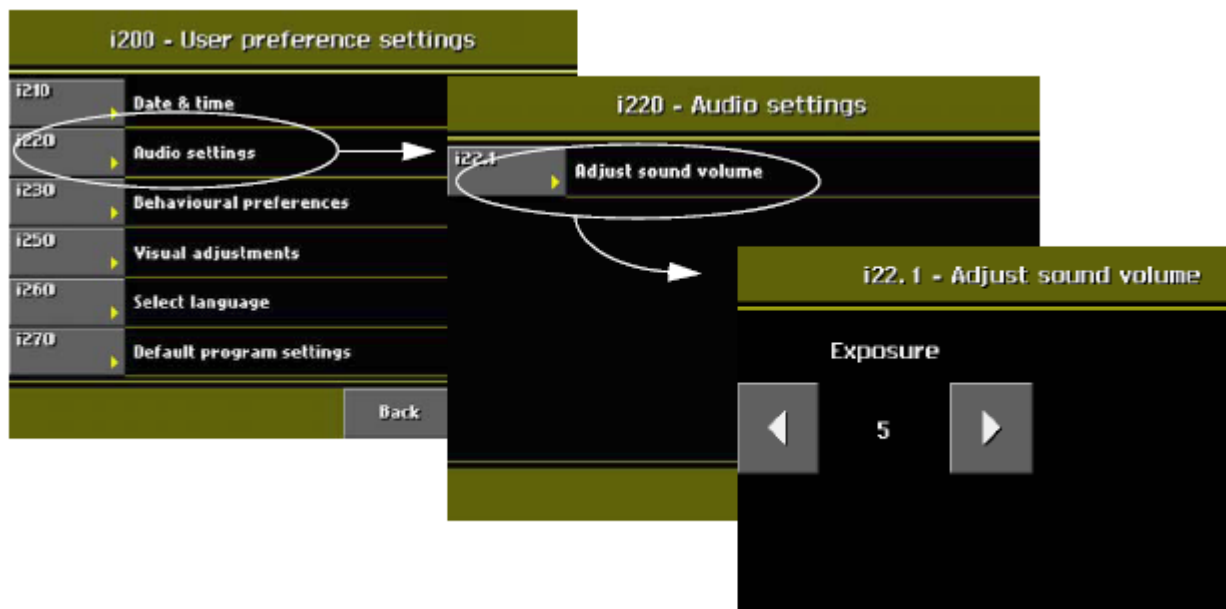 i200 - User preference settings
i210
Date & time
i220
Audio settings
i230
Behavioural preferences
i250
Visual adjustments
i260
Select language
i270
Default program settings
Back
i220 - Audio settings
i22.1
Adjust sound volume
i22.1 - Adjust sound volume
Exposure
5